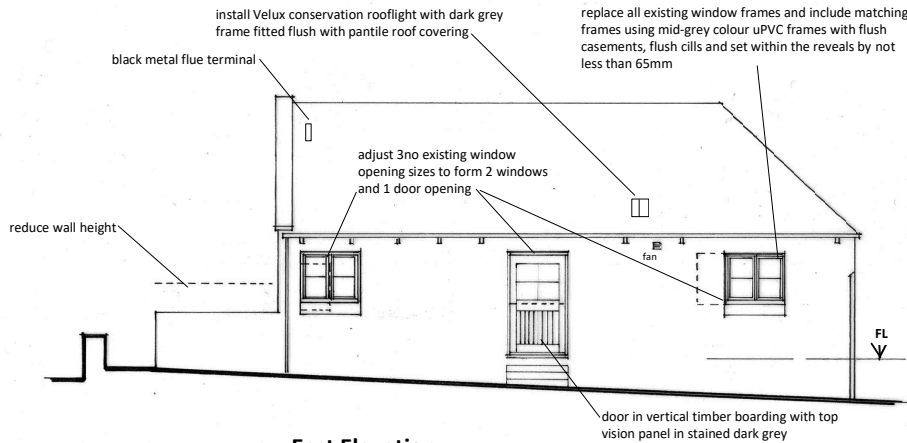 install Velux conservation rooflight with dark grey
frame fitted flush with pantile roof covering
replace all existing window frames and include matching
frames using mid-grey colour uPVC frames with flush
casements, flush cills and set within the reveals by not
less than 65mm
black metal flue terminal
adjust 3no existing window
opening sizes to form 2 windows
and 1 door opening
reduce wall height
fan
FL
door in vertical timber boarding with top
vision panel in stained dark grey
East Elevation